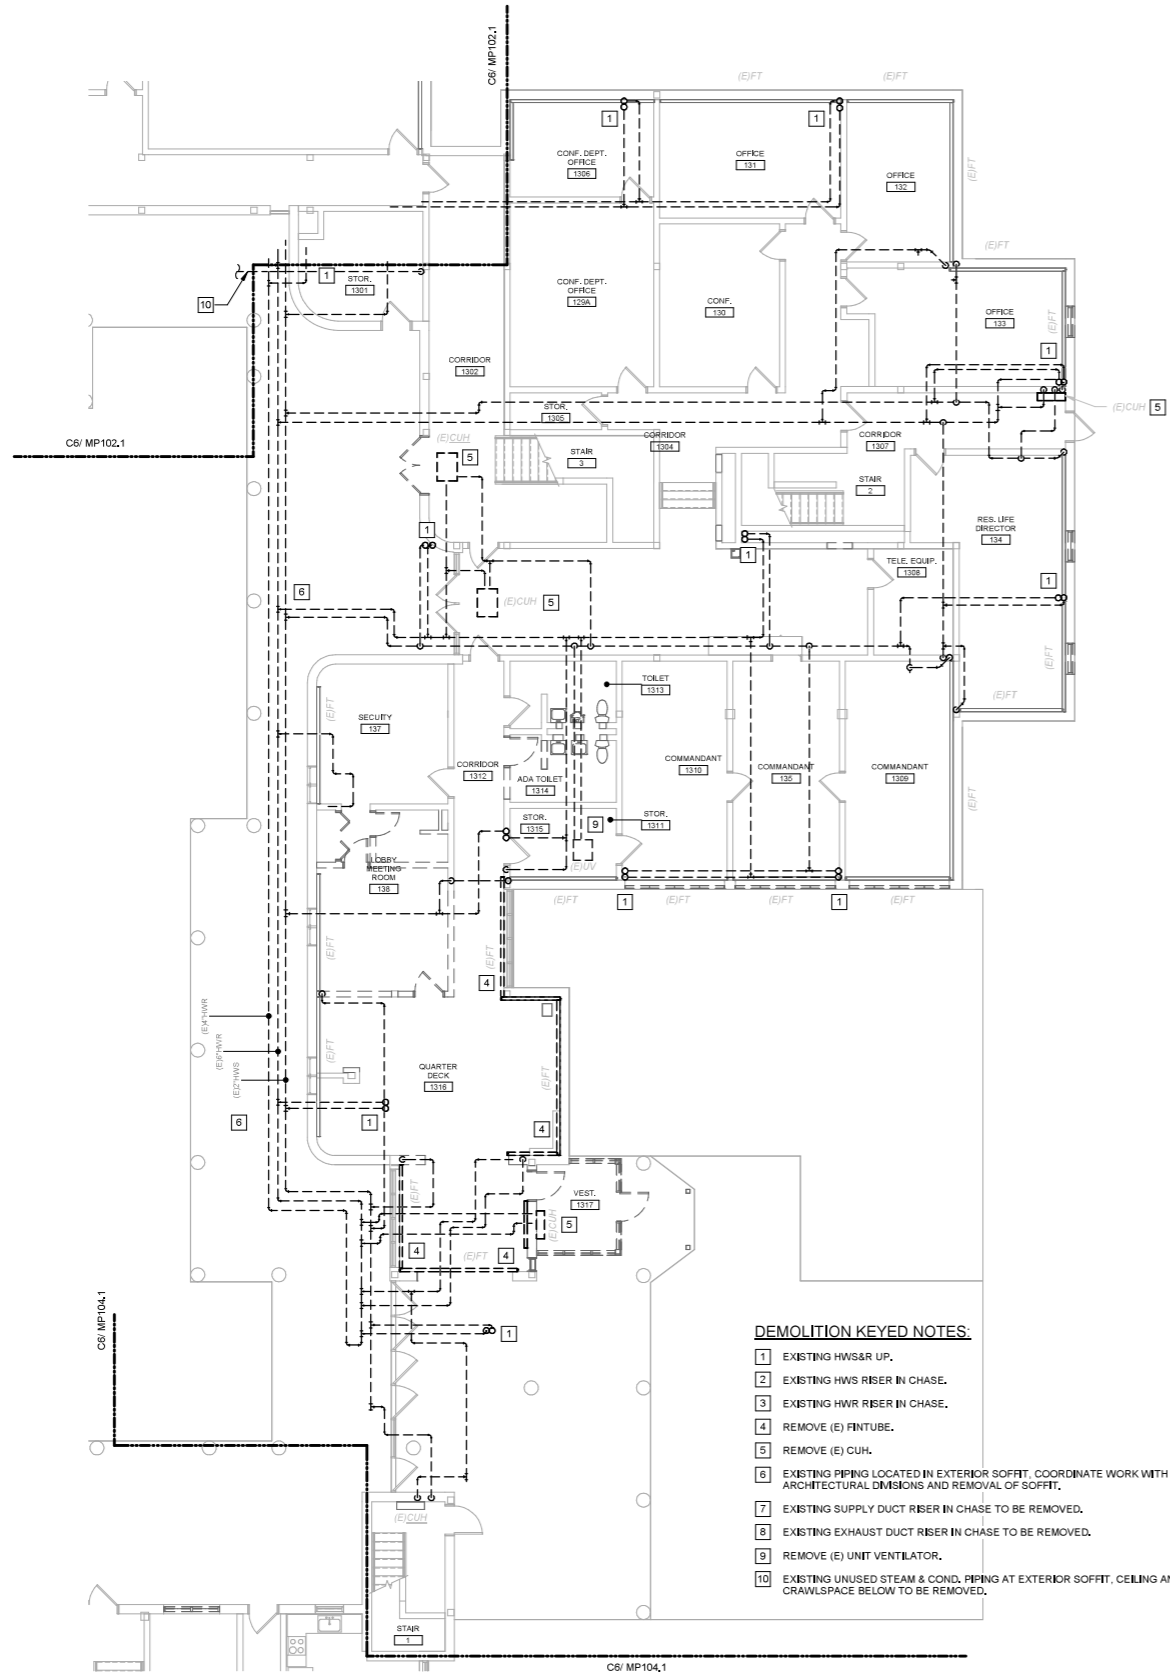 C6/ MP102.1
(E)FT
(E)FT
1
1
CONF. DEPT.
OFFICE
1306
OFFICE
131
OFFICE
132
(E)FT
(E)FT
1
STOR.
1301
10
CONF. DEPT.
OFFICE
129A
CONF.
130
OFFICE
133
(E)FT
1
CORRIDOR
1302
STOR.
1305
(E)CUH
5
C6/ MP102.1
(E)CUH
5
STAIR
3
CORRIDOR
1304
CORRIDOR
1307
STAIR
2
RES. LIFE
DIRECTOR
134
1
1
TELE. EQUIP.
1308
1
6
(E)CUH
5
(E)FT
(E)FT
TOILET
1313
(E)FT
SECUITY
137
CORRIDOR
1312
ADA TOILET
1314
COMMANDANT
1310
COMMANDANT
135
COMMANDANT
1309
(E)FT
STOR.
1315
9
STOR.
1311
(E)UV
LOBBY
MEETING
ROOM
138
(E)FT
1
(E)FT
(E)FT
1
(E)FT
(E)FT
(E)FT
4
(E)4"HWR
(E)6"HWR
(E)2"HWS
(E)FT
QUARTER
DECK
1316
(E)FT
6
1
4
(E)FT
VEST.
1317
(E)CUH
5
4
(E)FT
4
1
C6/ MP104.1
(E)CUH
STAIR
1
C6/ MP104.1
DEMOLITION KEYED NOTES:
1 EXISTING HWS&R UP.
2 EXISTING HWS RISER IN CHASE.
3 EXISTING HWR RISER IN CHASE.
4 REMOVE (E) FINTUBE.
5 REMOVE (E) CUH.
6 EXISTING PIPING LOCATED IN EXTERIOR SOFFIT, COORDINATE WORK WITH
ARCHITECTURAL DIVISIONS AND REMOVAL OF SOFFIT.
7 EXISTING SUPPLY DUCT RISER IN CHASE TO BE REMOVED.
8 EXISTING EXHAUST DUCT RISER IN CHASE TO BE REMOVED.
9 REMOVE (E) UNIT VENTILATOR.
10 EXISTING UNUSED STEAM & COND. PIPING AT EXTERIOR SOFFIT, CEILING AN
CRAWLSPACE BELOW TO BE REMOVED.